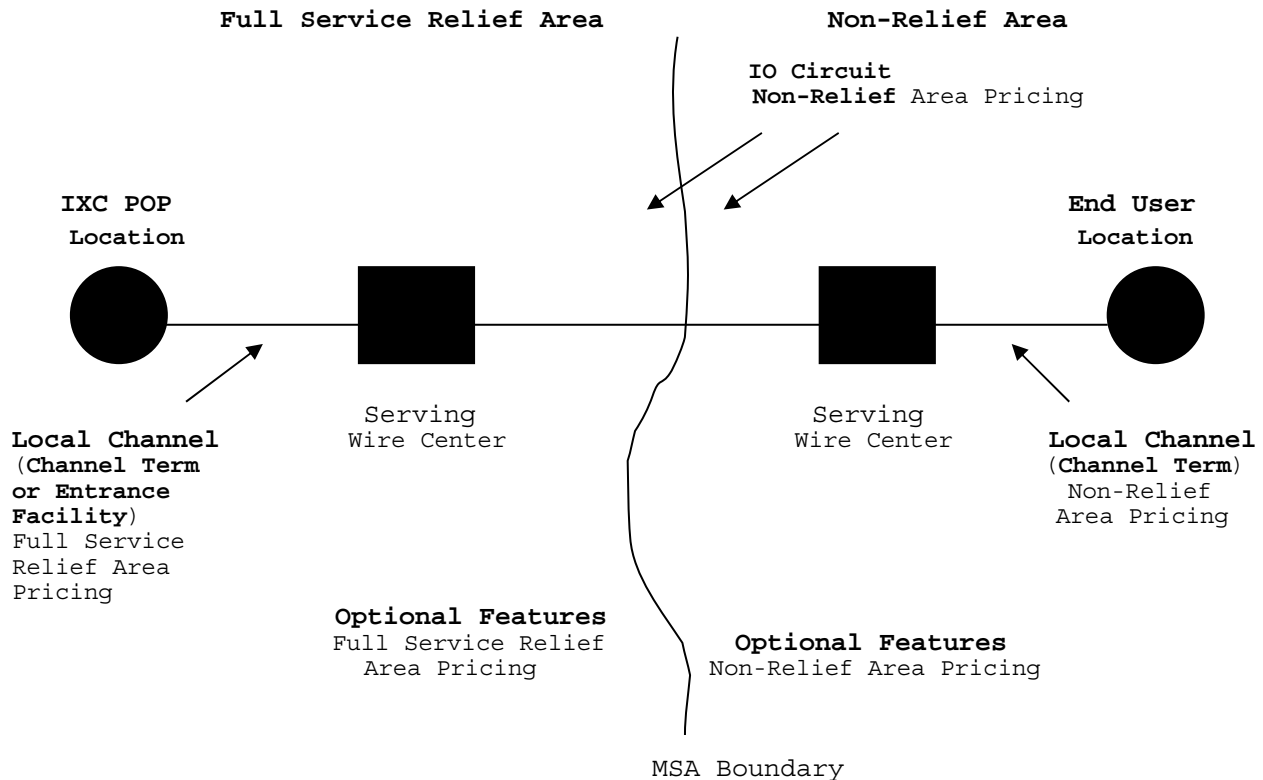 Full Service Relief Area
Non-Relief Area
IO Circuit
Non-Relief Area Pricing
IXC POP
Location
End User
Location
Serving
Wire Center
Serving
Wire Center
Local Channel
(Channel Term
or Entrance
Facility)
Full Service
Relief Area
Pricing
Local Channel
(Channel Term)
Non-Relief
Area Pricing
Optional Features
Full Service Relief
Area Pricing
Optional Features
Non-Relief Area Pricing
MSA Boundary